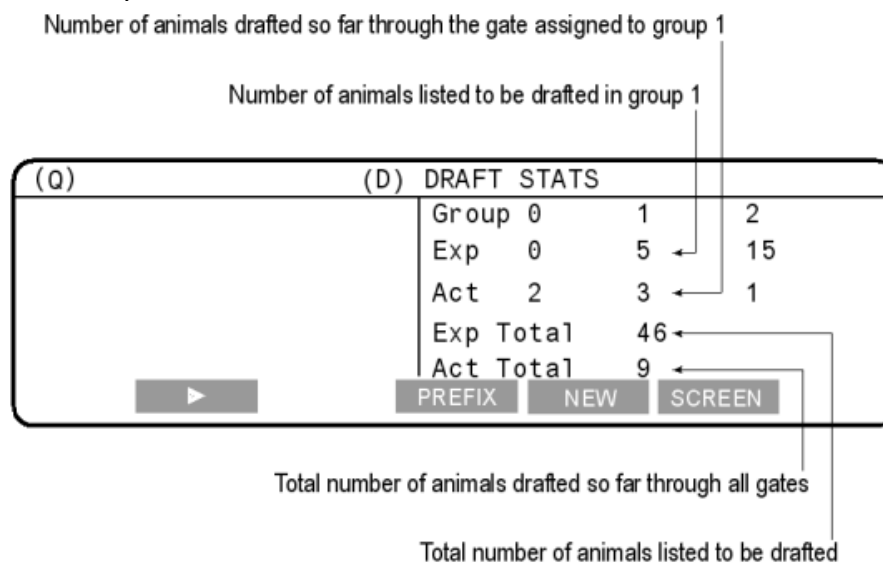 Number of animals drafted so far through the gate assigned to group 1
Number of animals listed to be drafted in group 1
(Q) (D) DRAFT STATS
Group 0 1 2
Exp 0 5 15
Act 2 3 1
Exp Total 46
Act Total 9
PREFIX NEW SCREEN
Total number of animals drafted so far through all gates
Total number of animals listed to be drafted